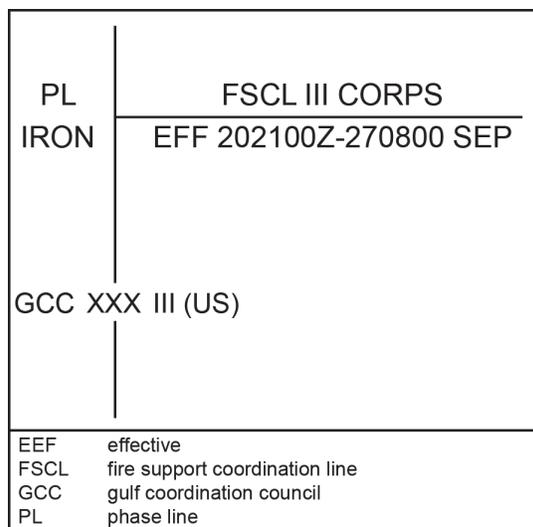 PL FSCL III CORPS
IRON EFF 202100Z-270800 SEP
GCC XXX III (US)
EEF effective
FSCL fire support coordination line
GCC gulf coordination council
PL phase line